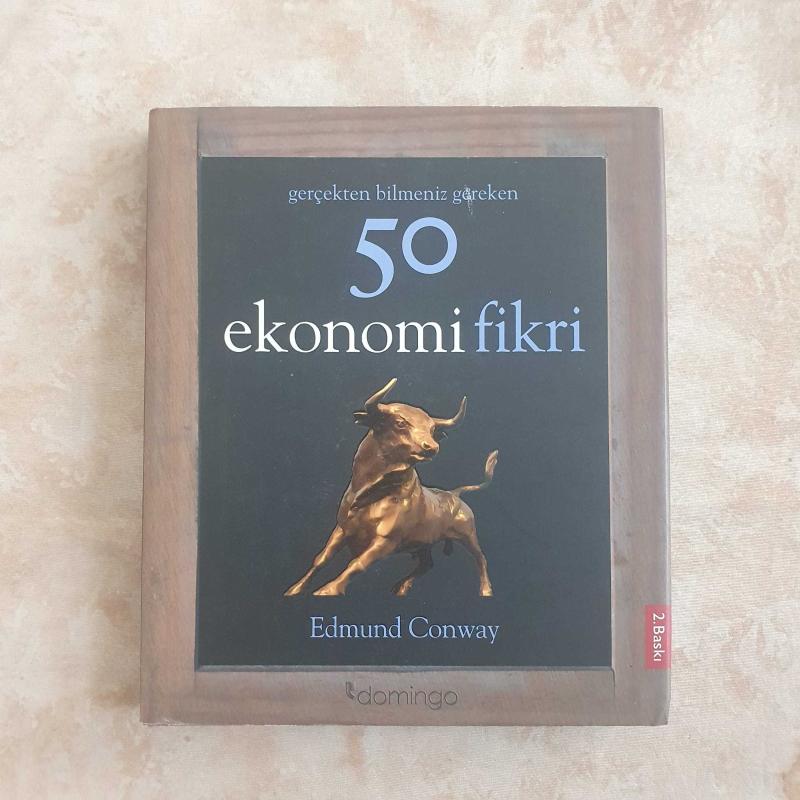 gerçekten bilmeniz gereken
50
ekonomi fikri
Edmund Conway
2.Baskı
domingo